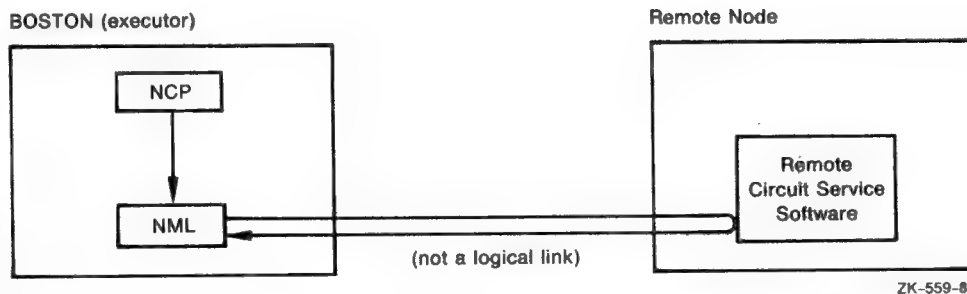 BOSTON (executor)
Remote Node
NCP
NML
Remote
Circuit Service
Software
(not a logical link)
ZK-559-8